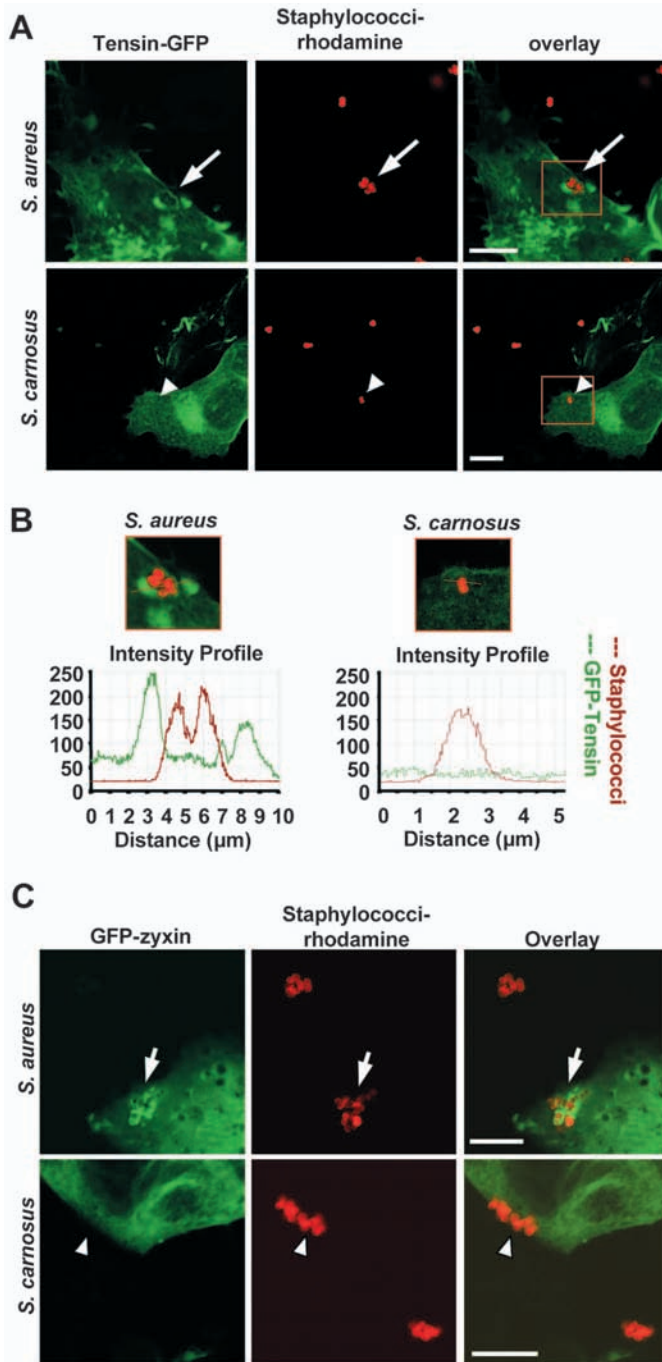 A
Tensin-GFP
Staphylococci-
rhodamine
overlay
S. aureus
S. carnosus
B
S. aureus
S. carnosus
Intensity Profile
250
200
150
100
50
0 1 2 3 4 5 6 7 8 9 10
Distance (µm)
Intensity Profile
250
200
150
100
50
0 1 2 3 4 5
Distance (µm)
--- Staphylococci
--- GFP-Tensin
C
GFP-zyxin
Staphylococci-
rhodamine
Overlay
S. aureus
S. carnosus